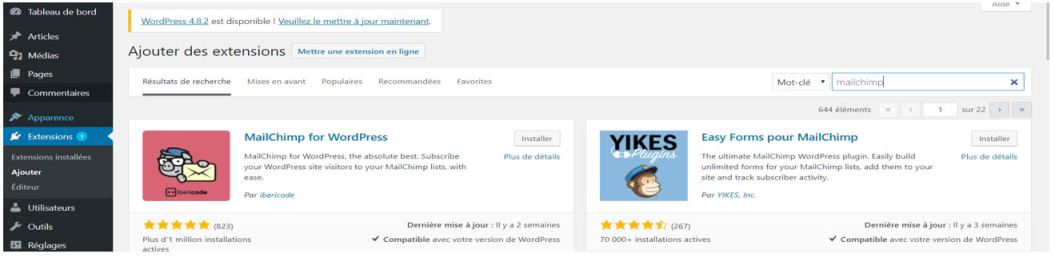 Tableau de bord
Articles
Médias
Pages
Commentaires
Apparence
Extensions 1
Extensions installées
Ajouter
Éditeur
Utilisateurs
Outils
Réglages
Aide
WordPress 4.8.2 est disponible ! Veuillez le mettre à jour maintenant.
Ajouter des extensions Mettre une extension en ligne
Résultats de recherche Mises en avant Populaires Recommandées Favorites Mot-clé mailchimp
644 éléments « ‹ 1 sur 22 › »
ibericode
MailChimp for WordPress
Installer
Plus de détails
MailChimp for WordPress, the absolute best. Subscribe
your WordPress site visitors to your MailChimp lists, with
ease.
Par ibericode
(823)
Plus d'1 million installations
actives
Dernière mise à jour : Il y a 2 semaines
✔ Compatible avec votre version de WordPress
YIKES
Plugins
Easy Forms pour MailChimp
Installer
Plus de détails
The ultimate MailChimp WordPress plugin. Easily build
unlimited forms for your MailChimp lists, add them to your
site and track subscriber activity.
Par YIKES, Inc.
(267)
70 000+ installations actives
Dernière mise à jour : Il y a 3 semaines
✔ Compatible avec votre version de WordPress